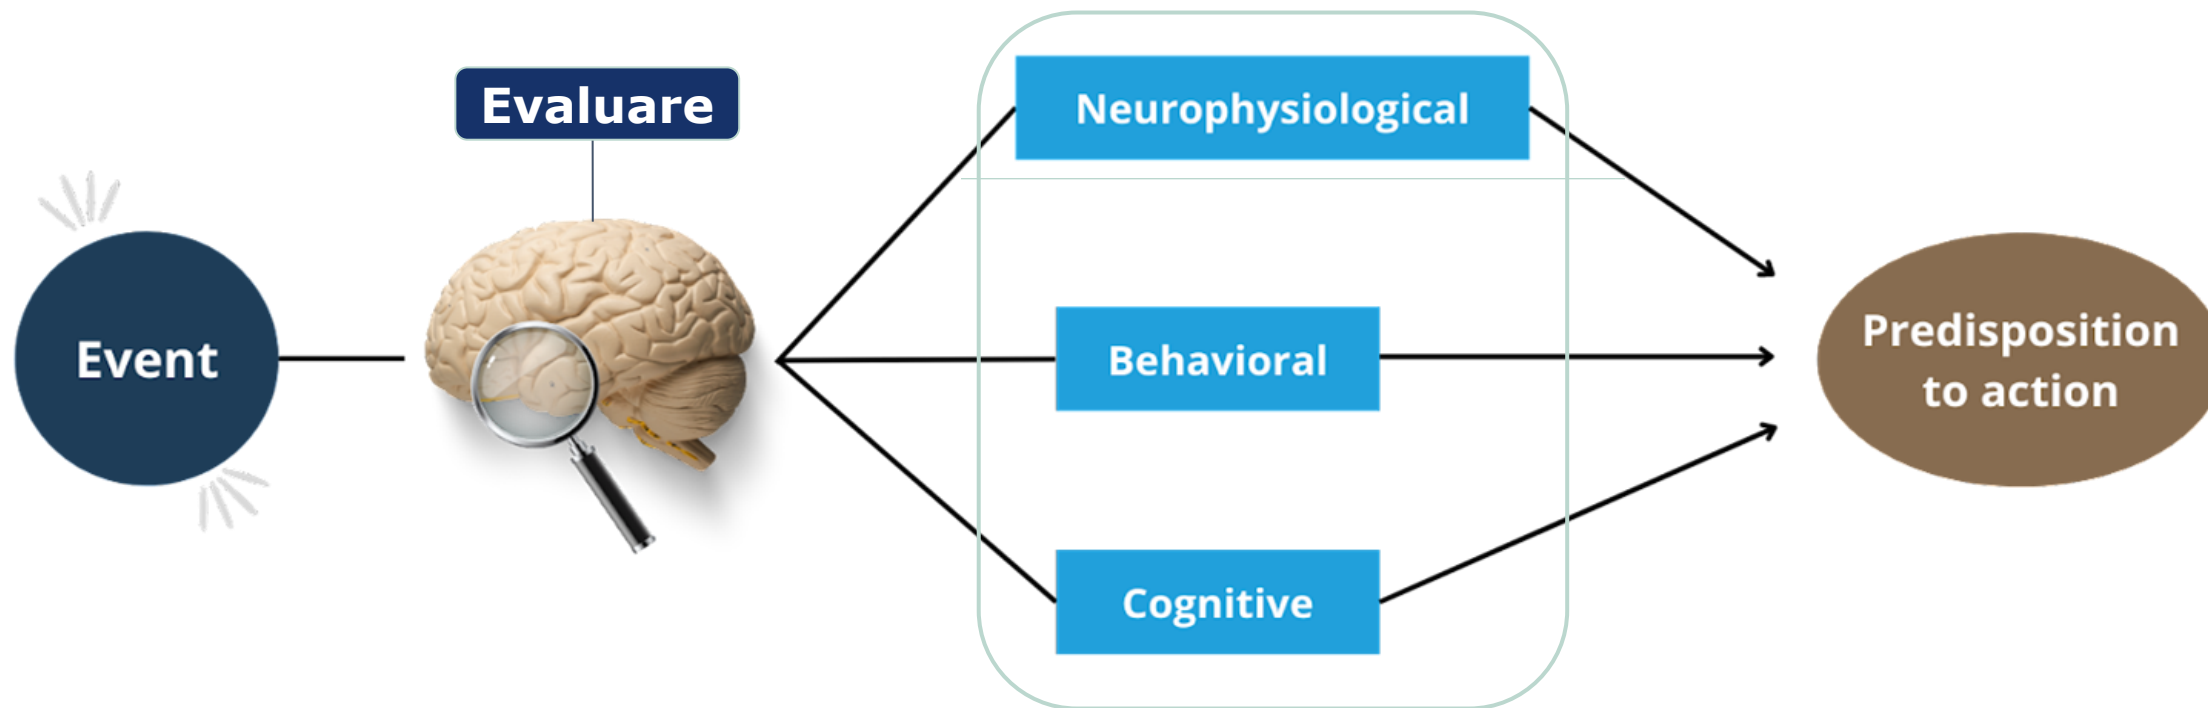 Evaluare
Neurophysiological
Event
Behavioral
Predisposition
to action
Cognitive